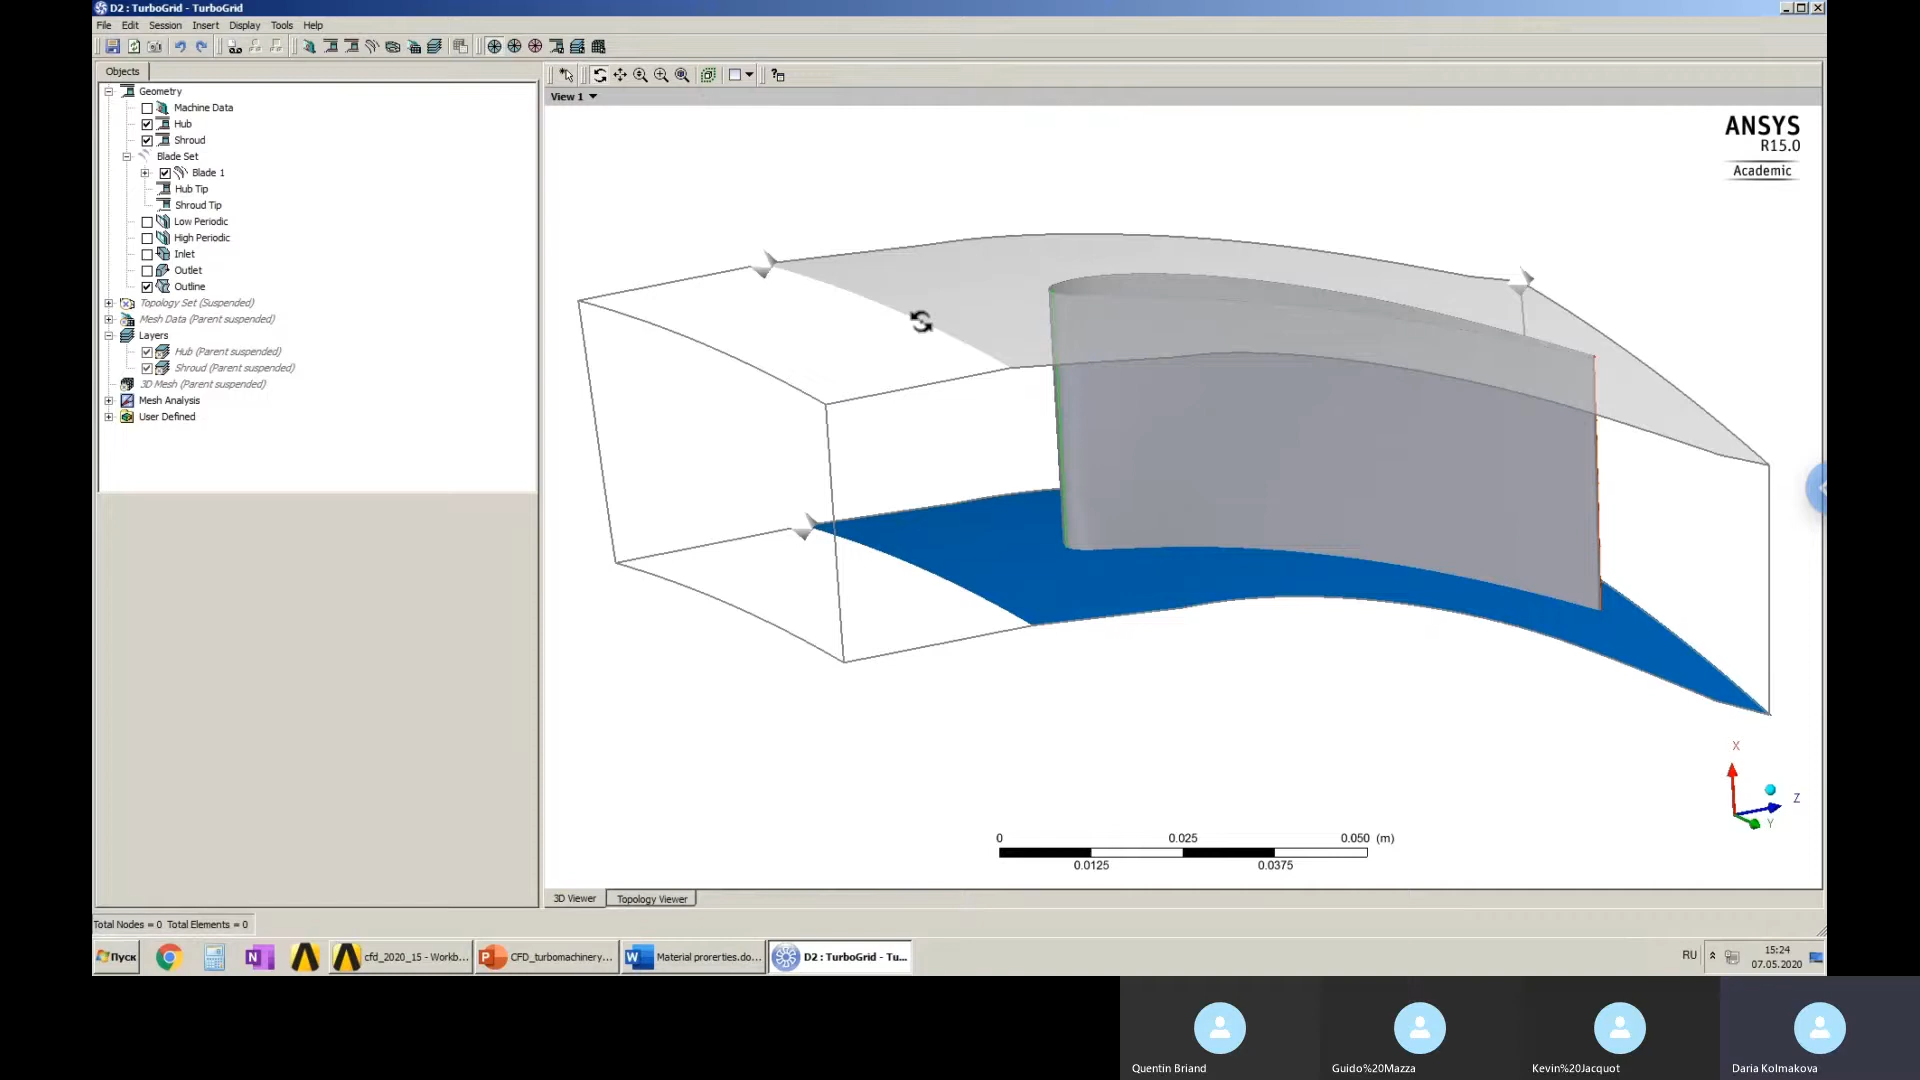 D2 : TurboGrid - TurboGrid
File Edit Session Insert Display Tools Help
Objects
Geometry
Machine Data
Hub
Shroud
Blade Set
Blade 1
Hub Tip
Shroud Tip
Low Periodic
High Periodic
Inlet
Outlet
Outline
Topology Set (Suspended)
Mesh Data (Parent suspended)
Layers
Hub (Parent suspended)
Shroud (Parent suspended)
3D Mesh (Parent suspended)
Mesh Analysis
User Defined
View 1
ANSYS
R15.0
Academic
X
Z
Y
0 0.025 0.050 (m)
0.0125 0.0375
3D Viewer Topology Viewer
Total Nodes = 0 Total Elements = 0
Пуск cfd_2020_15 - Workb... CFD_turbomachinery... Material prorerties.do... D2 : TurboGrid - Tu... RU 15:24
07.05.2020
Quentin Briand Guido%20Mazza Kevin%20Jacquot Daria Kolmakova